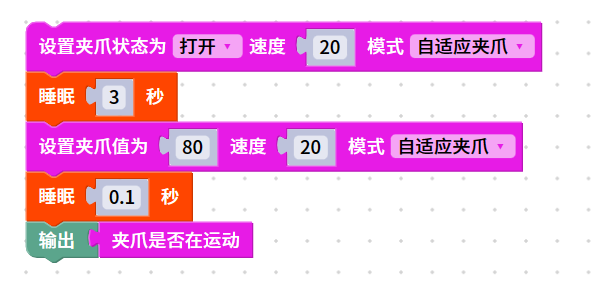 设置夹爪状态为 打开 速度 20 模式 自适应夹爪
睡眠 3 秒
设置夹爪值为 80 速度 20 模式 自适应夹爪
睡眠 0.1 秒
输出 夹爪是否在运动